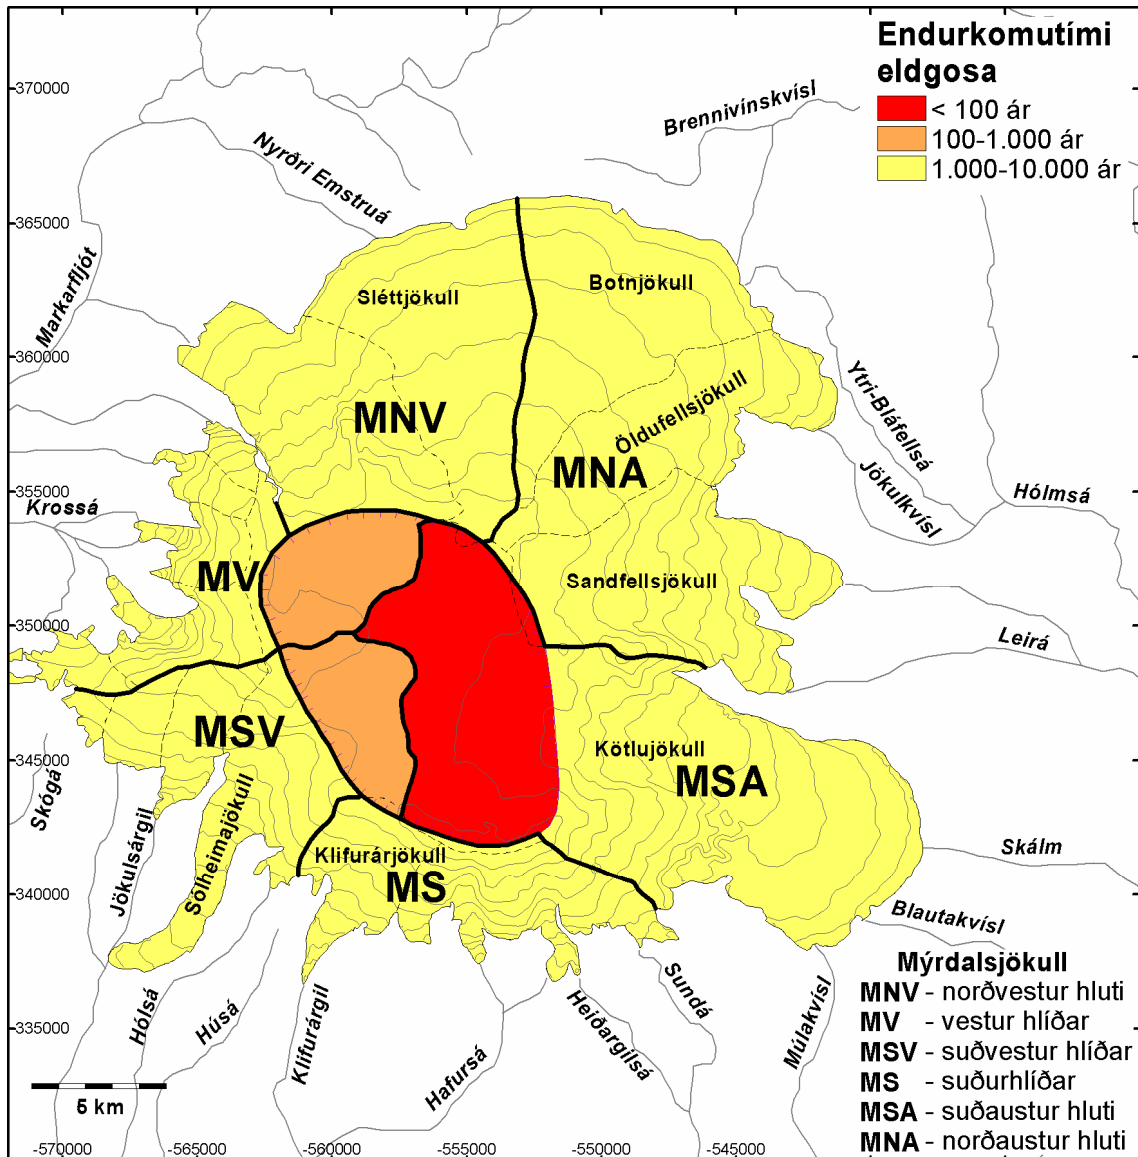 Endurkomutími
eldgosa
< 100 ár
100-1.000 ár
1.000-10.000 ár
370000
365000
360000
355000
350000
345000
340000
335000
-570000
-565000
-560000
-555000
-550000
-545000
5 km
Brennivínskvísl
Nyrðri Emstruá
Markarfljót
Sléttjökull
Botnjökull
Öldufellsjökull
Ytri-Bláfellsá
Jökulkvísl
Hólmsá
Krossá
MNV
MNA
MV
Sandfellsjökull
Leirá
MSV
Kötlujökull
MSA
Skógá
Jökulsárgil
Sólheimajökull
Klifurárjökull
MS
Skálm
Blautakvísl
Hólsá
Húsá
Klifurárgil
Hafursá
Heiðargilsá
Sundá
Múlakvísl
Mýrdalsjökull
MNV - norðvestur hluti
MV - vestur hlíðar
MSV - suðvestur hlíðar
MS - suðurhlíðar
MSA - suðaustur hluti
MNA - norðaustur hluti